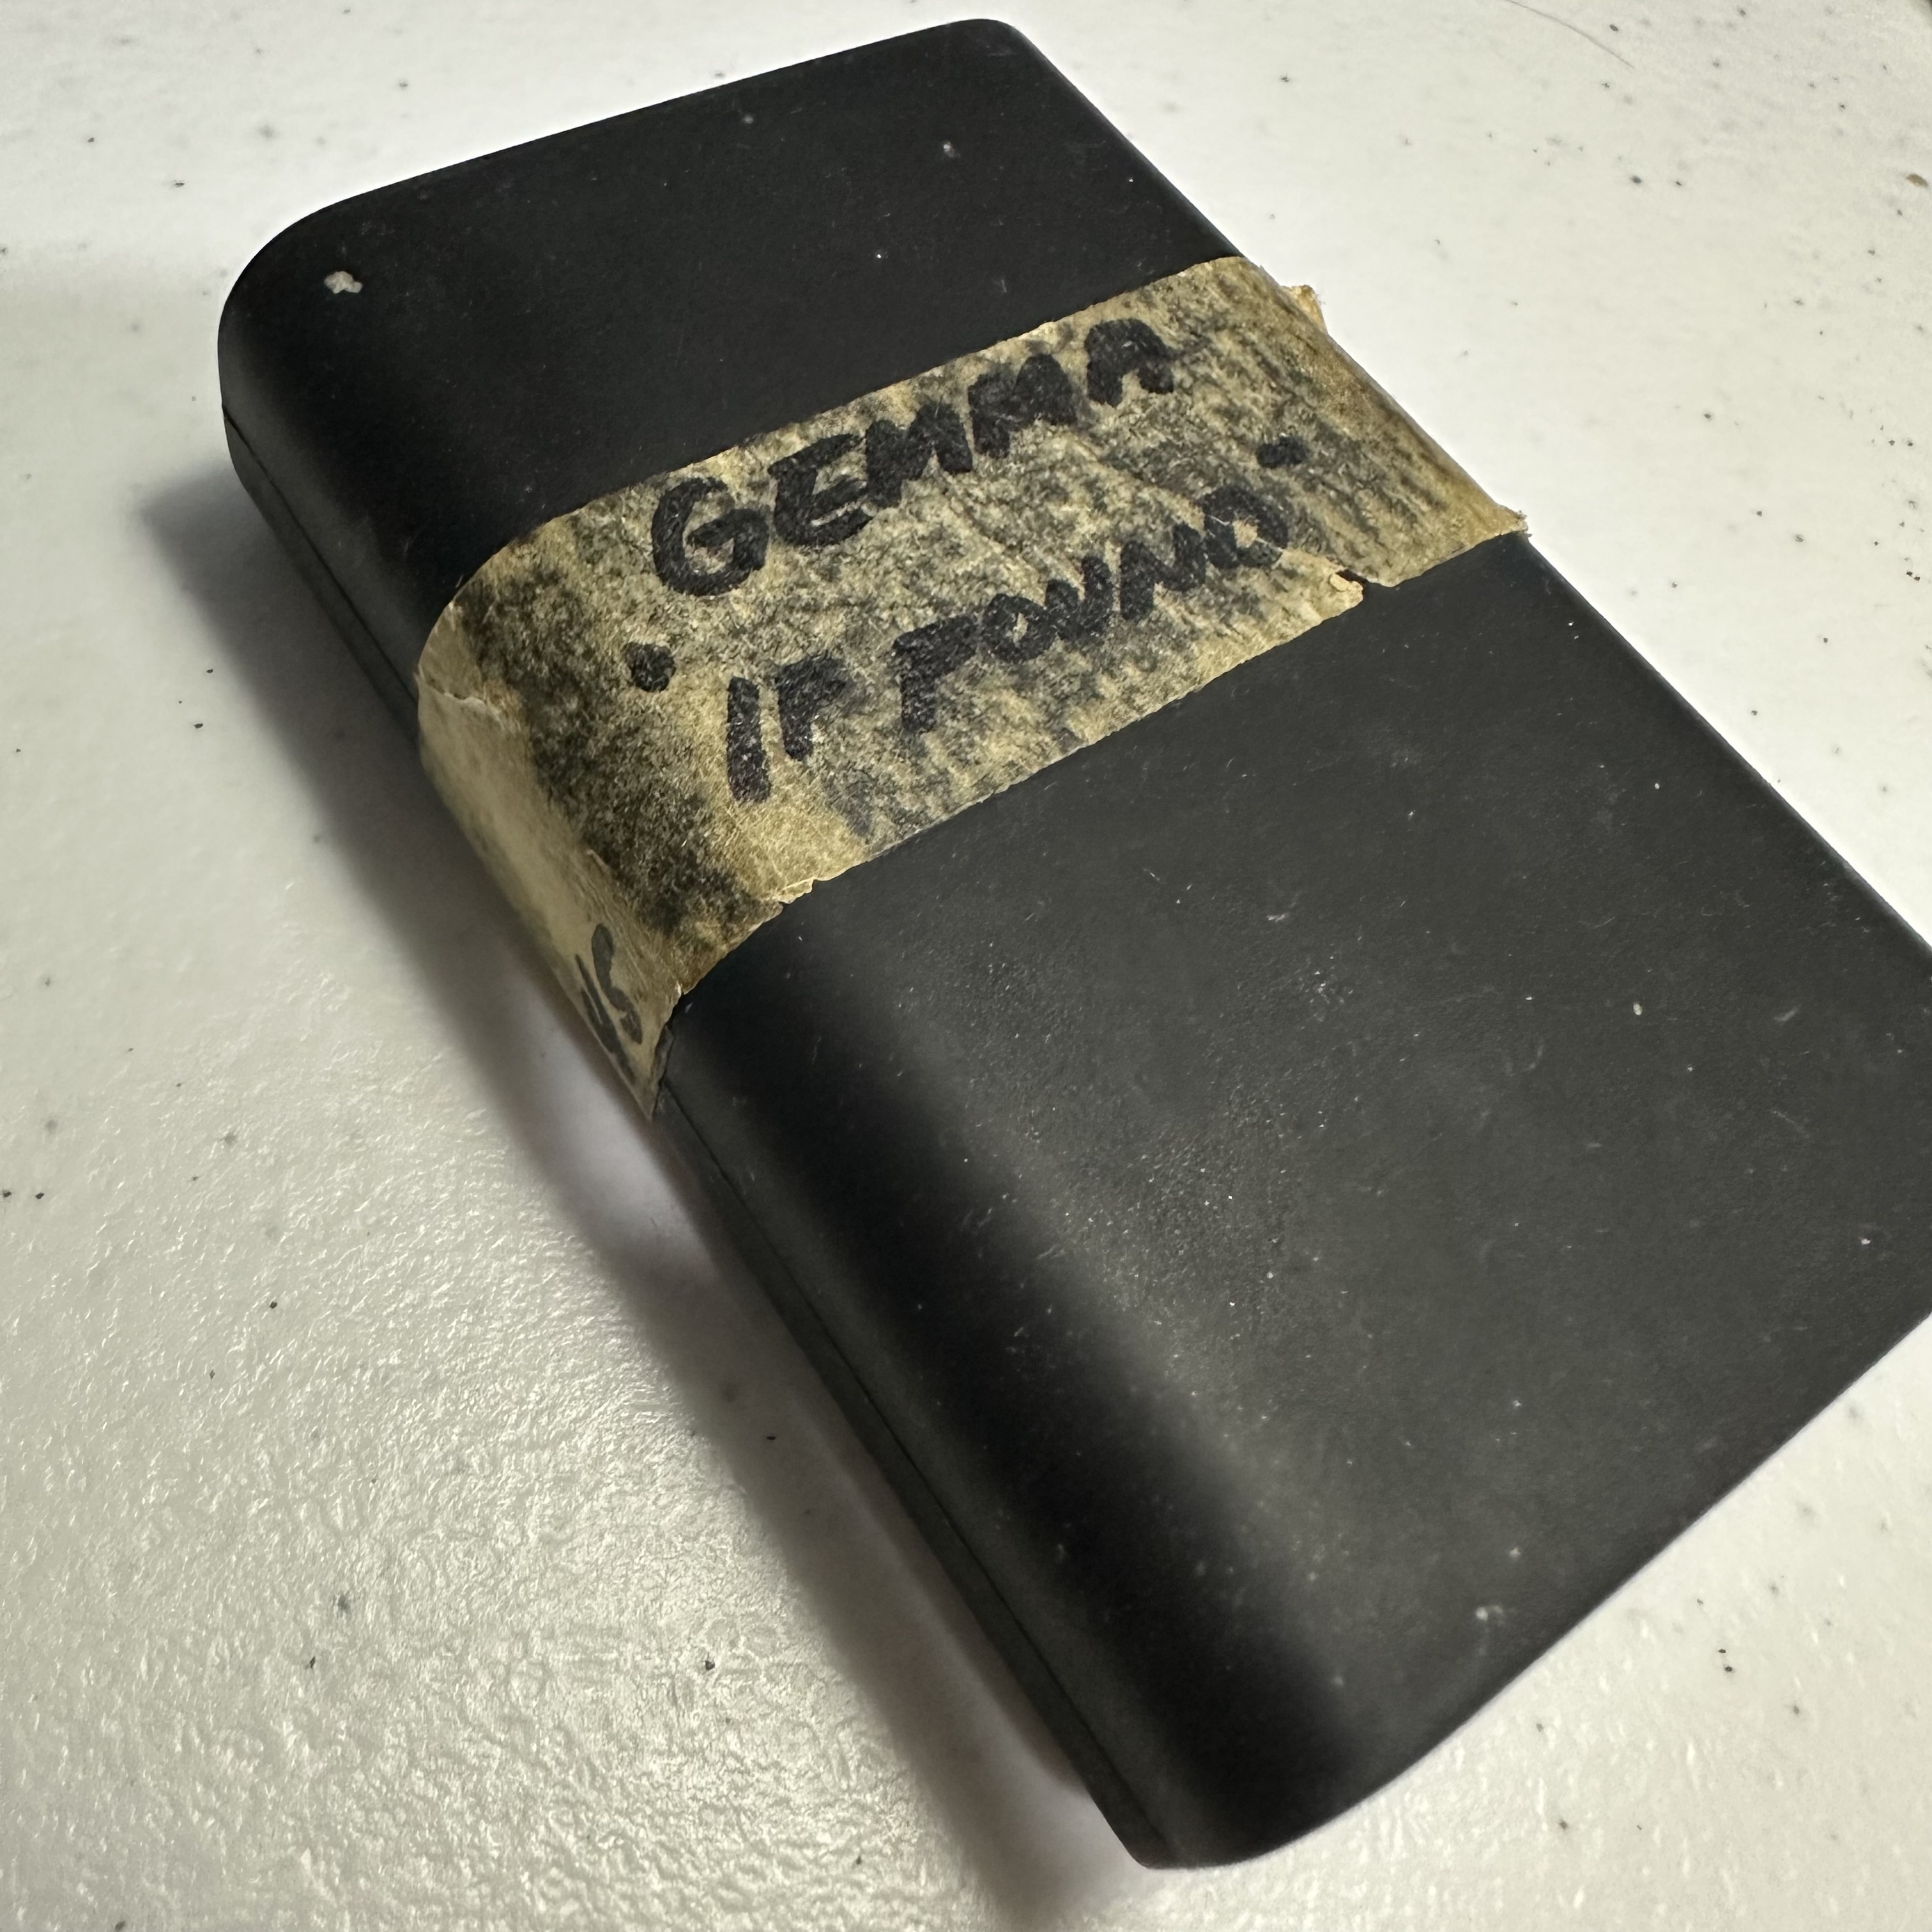 GEMMA
• IF FOUND -